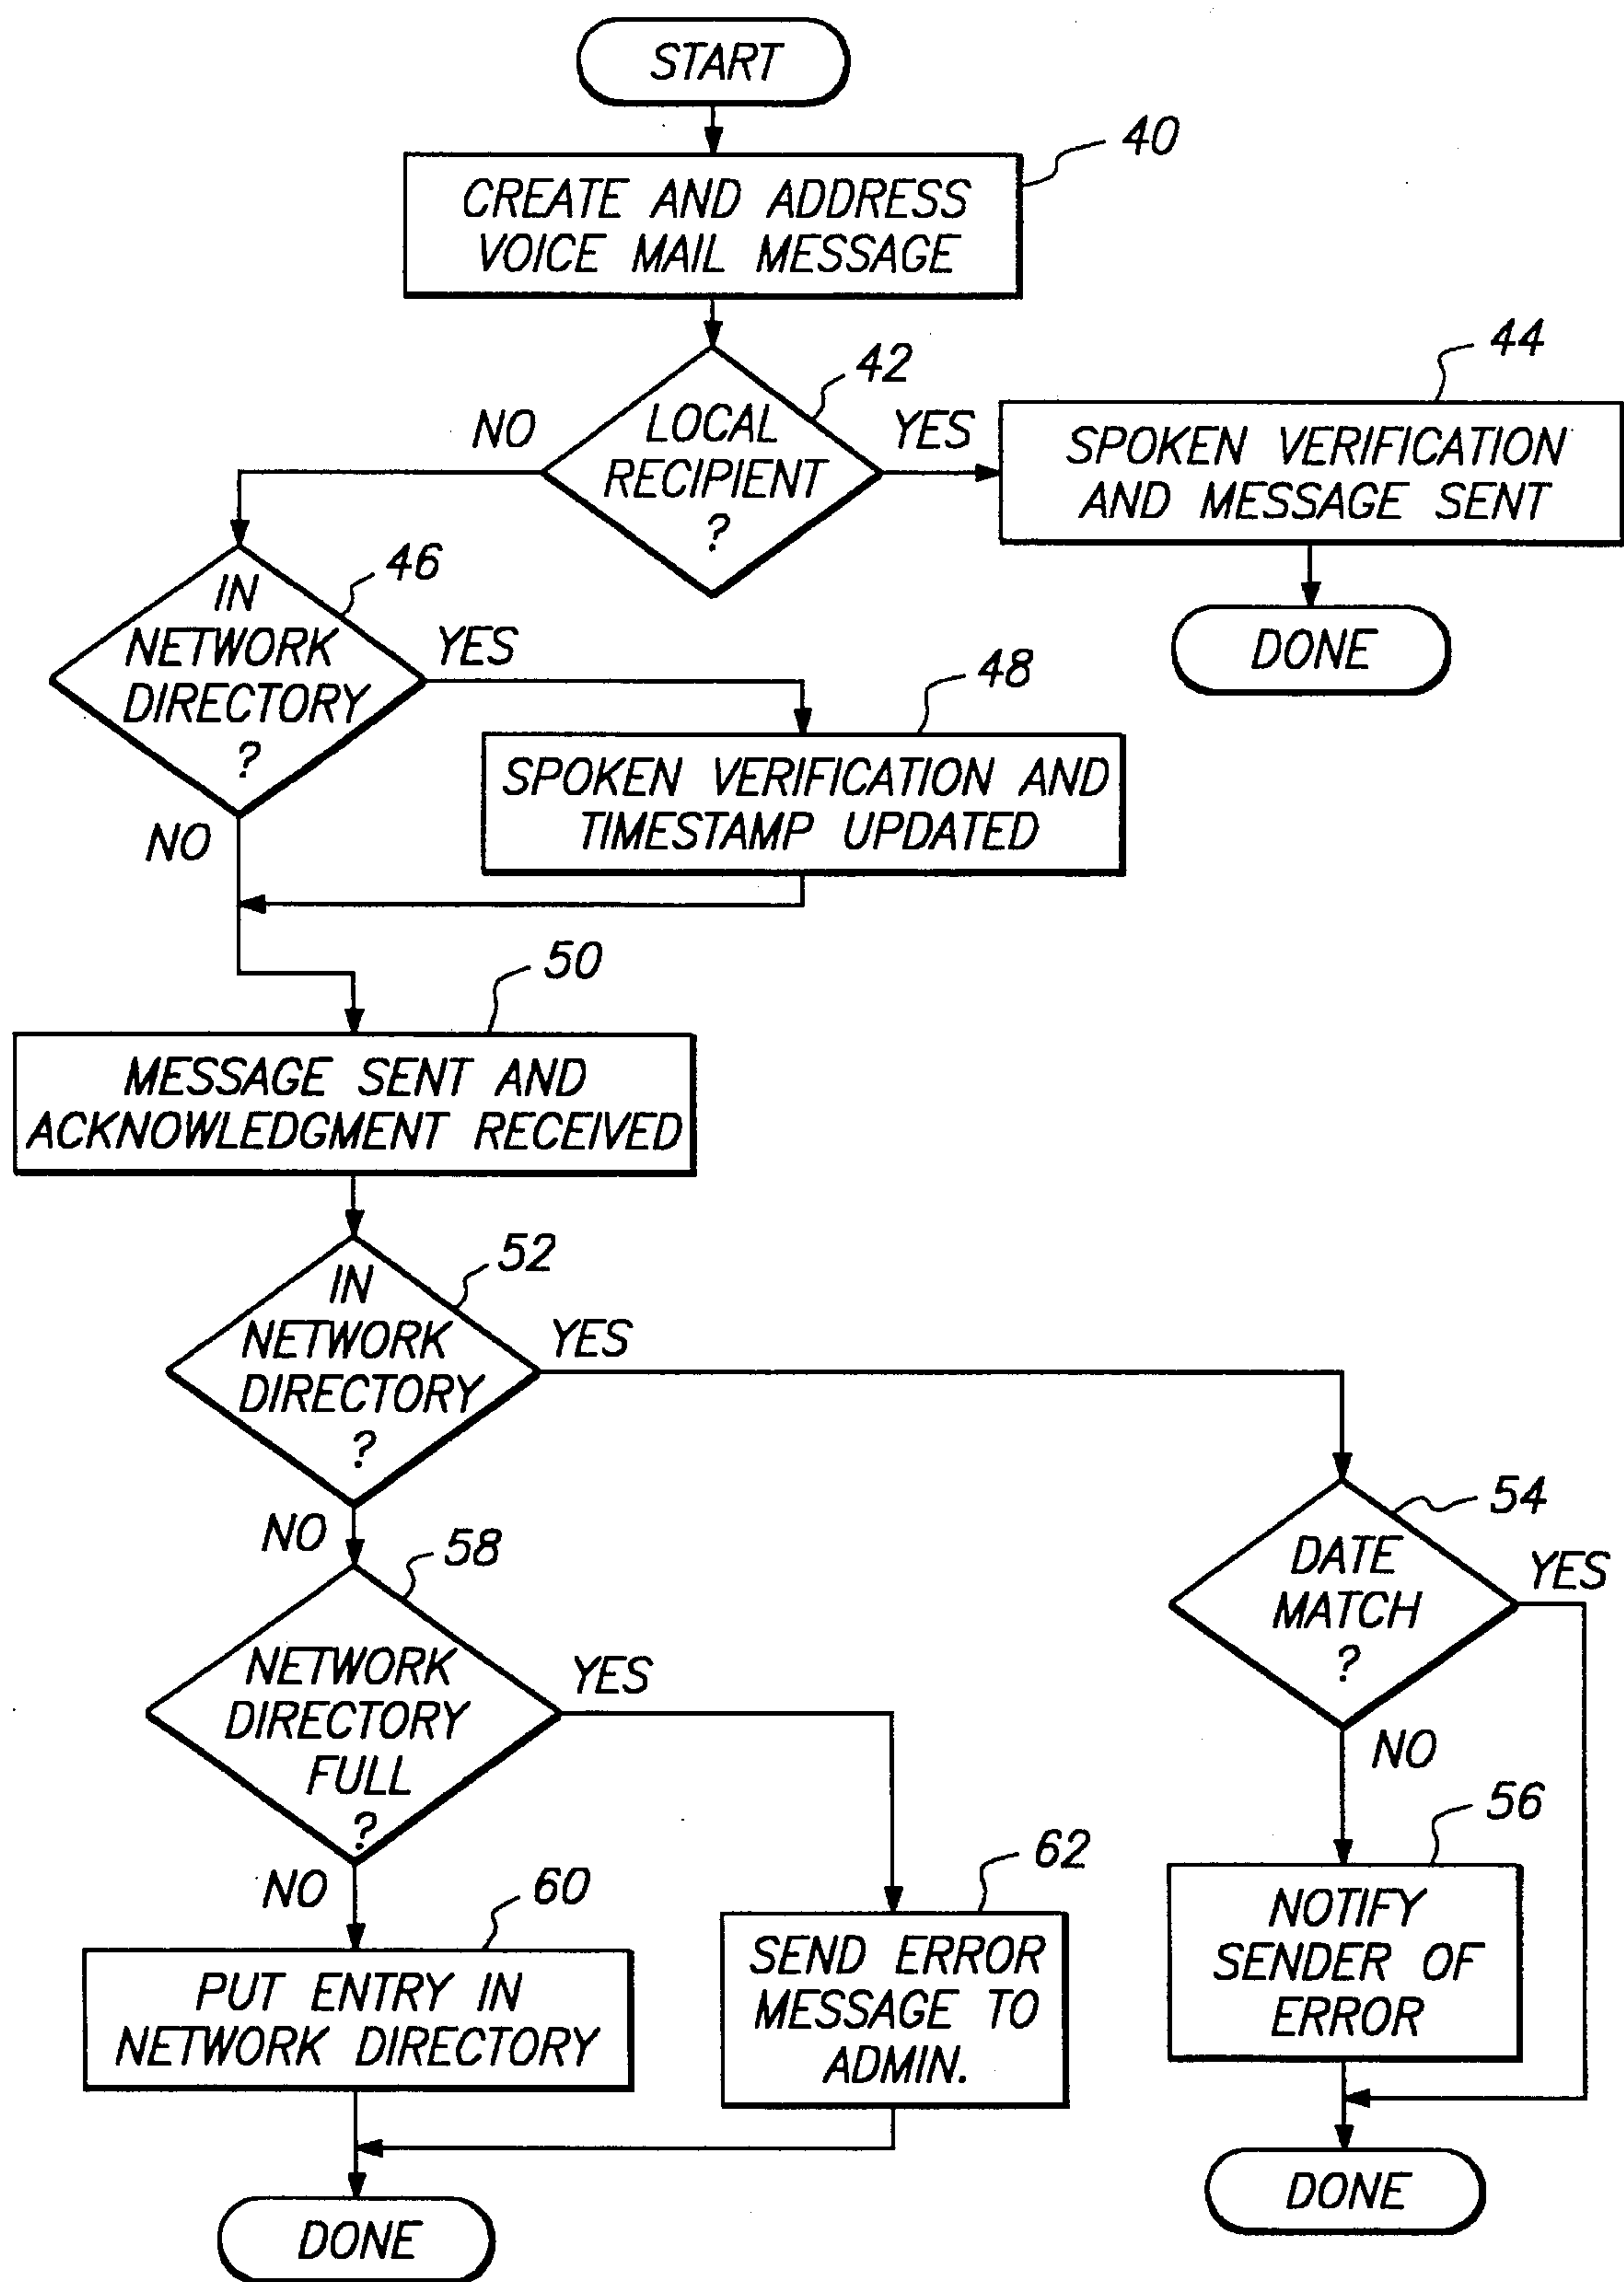 START
40
CREATE AND ADDRESS
VOICE MAIL MESSAGE
42
44
NO
LOCAL
RECIPIENT
?
YES
SPOKEN VERIFICATION
AND MESSAGE SENT
DONE
46
IN
NETWORK
DIRECTORY
?
YES
NO
48
SPOKEN VERIFICATION AND
TIMESTAMP UPDATED
50
MESSAGE SENT AND
ACKNOWLEDGMENT RECEIVED
52
IN
NETWORK
DIRECTORY
?
YES
NO
54
DATE
MATCH
?
YES
NO
58
NETWORK
DIRECTORY
FULL
?
YES
NO
56
NOTIFY
SENDER OF
ERROR
60
PUT ENTRY IN
NETWORK DIRECTORY
62
SEND ERROR
MESSAGE TO
ADMIN.
DONE
DONE